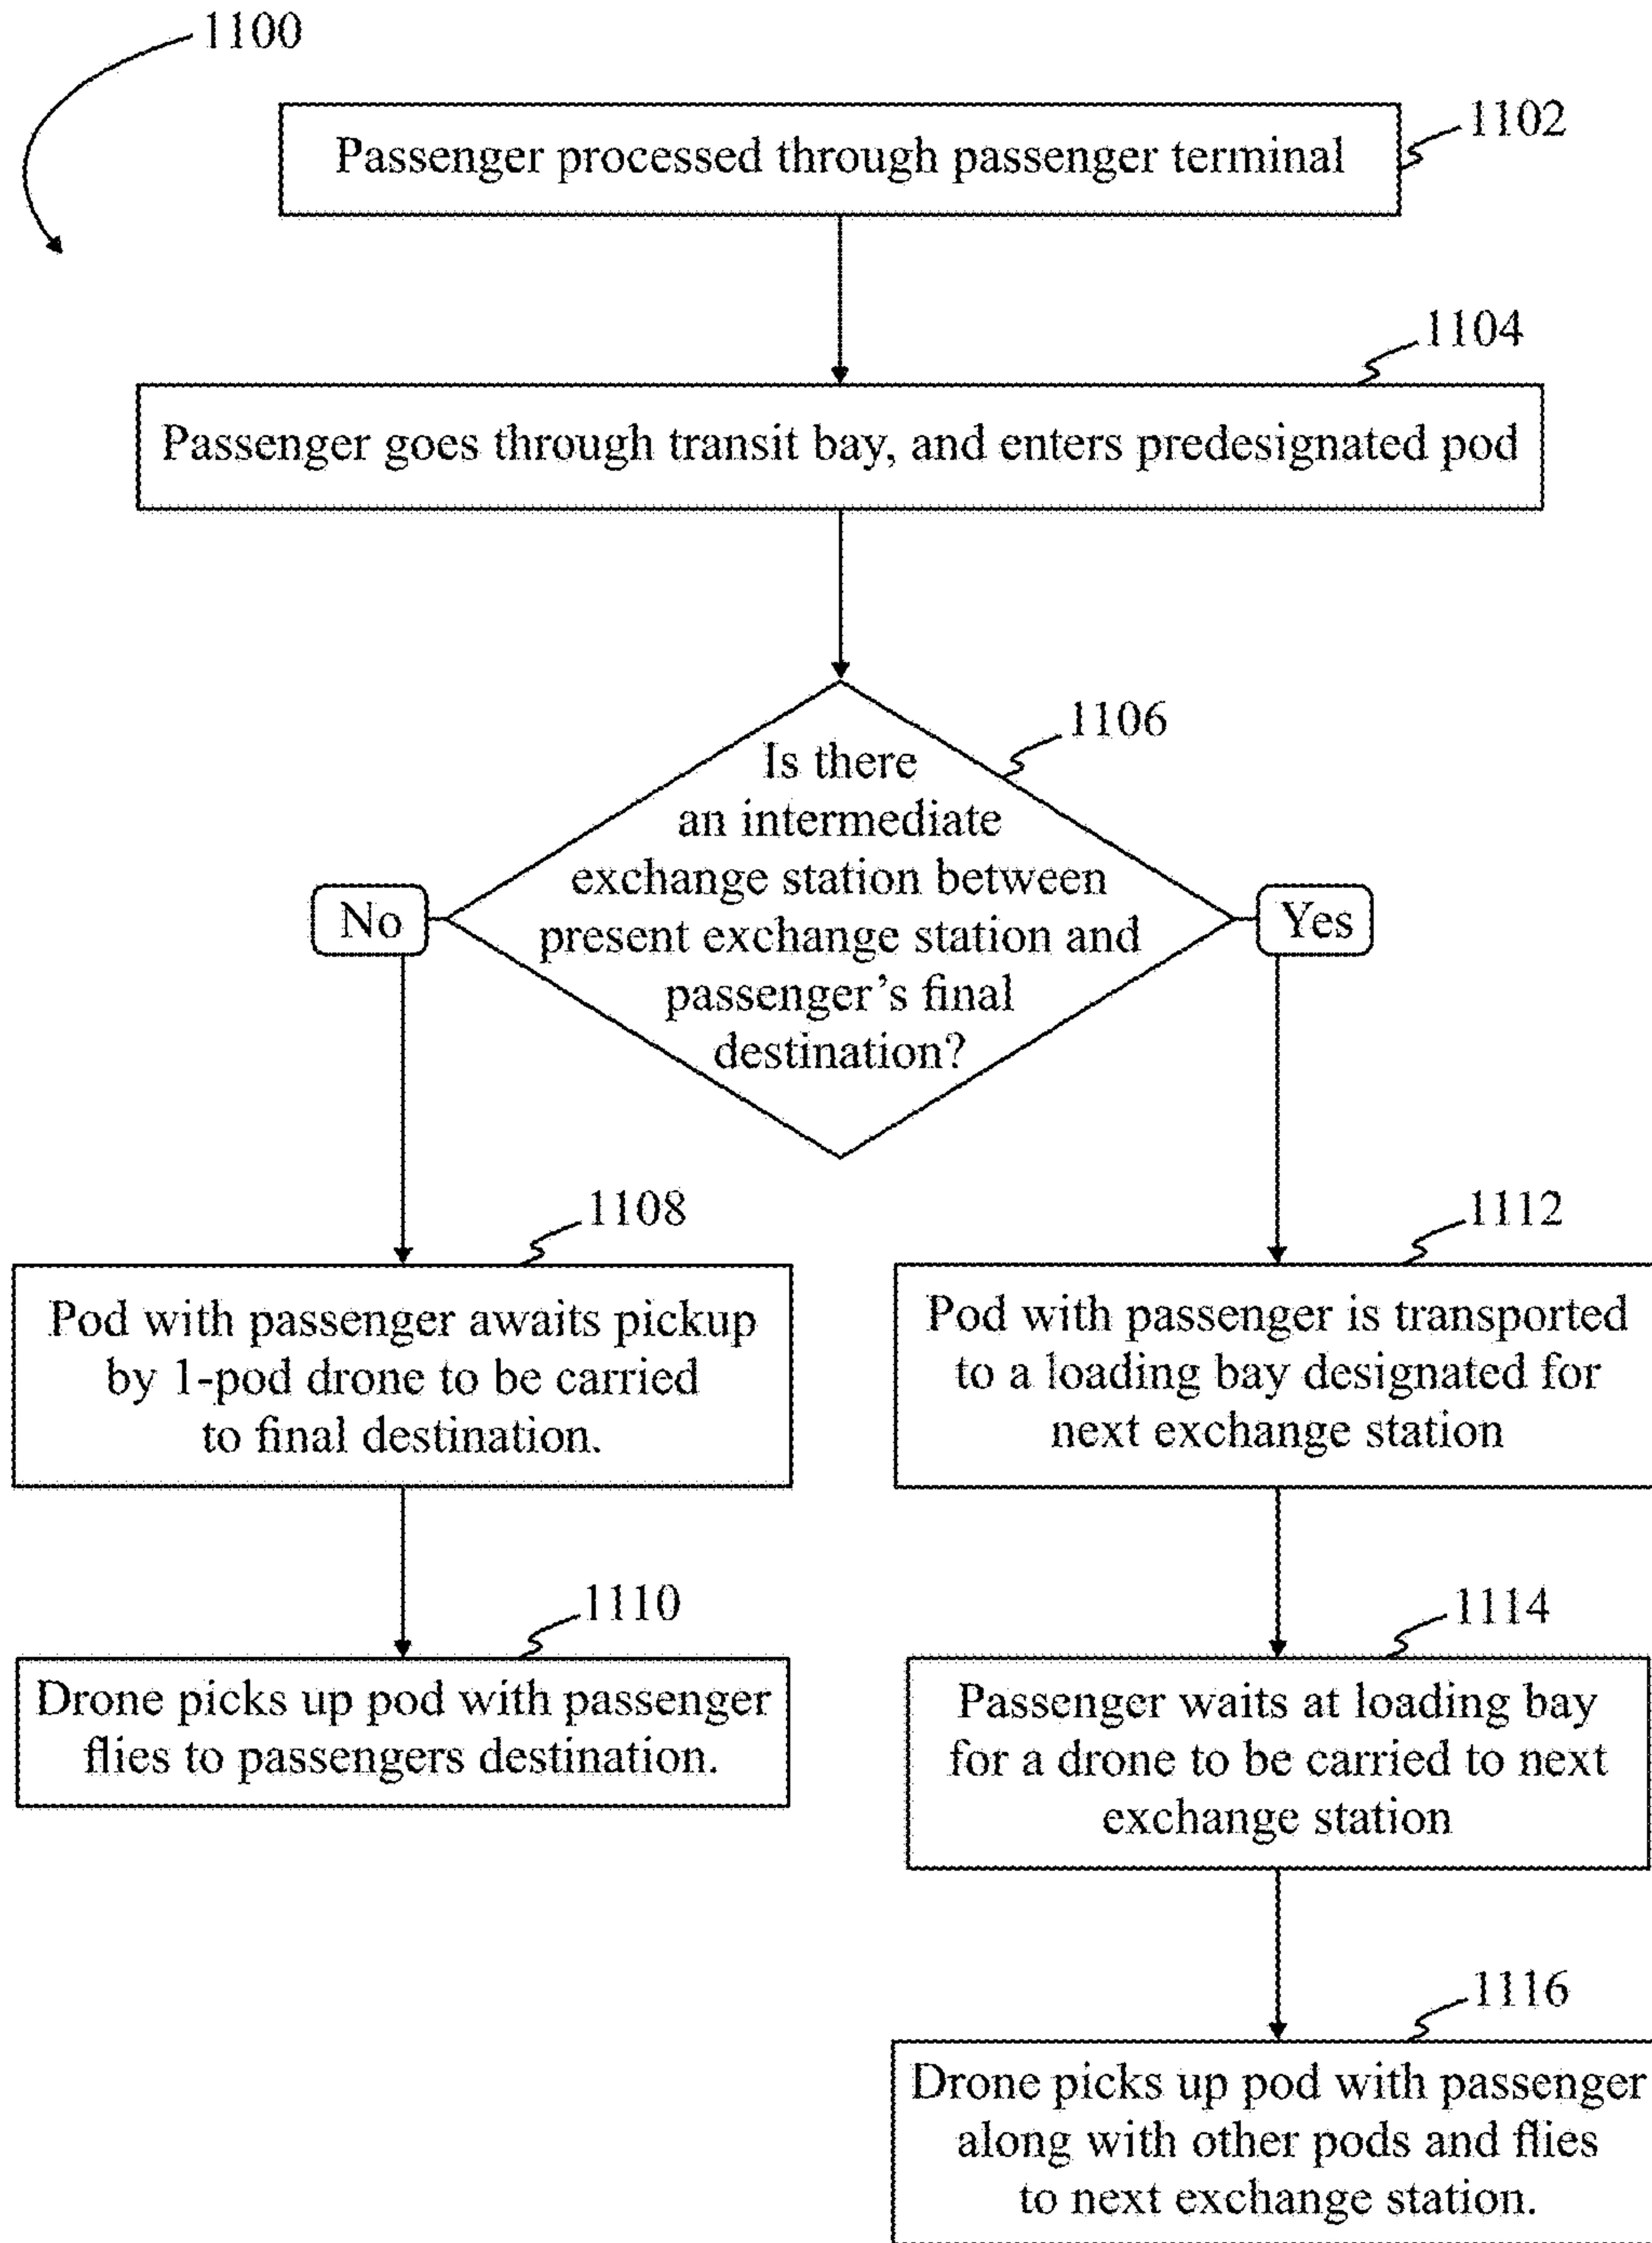 1100
1102
Passenger processed through passenger terminal
1104
Passenger goes through transit bay, and enters predesignated pod
1106
Is there
an intermediate
exchange station between
present exchange station and
passenger’s final
destination?
No
Yes
1108
Pod with passenger awaits pickup
by 1-pod drone to be carried
to final destination.
1110
Drone picks up pod with passenger
flies to passengers destination.
1112
Pod with passenger is transported
to a loading bay designated for
next exchange station
1114
Passenger waits at loading bay
for a drone to be carried to next
exchange station
1116
Drone picks up pod with passenger
along with other pods and flies
to next exchange station.